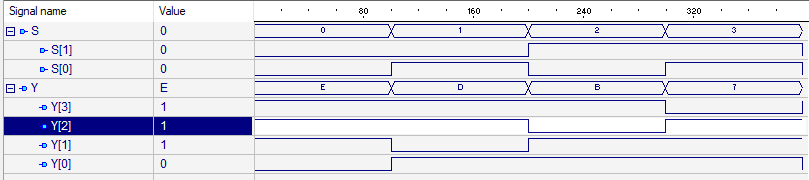 Signal name Value 80 160 240 320
S 0 0 1 2 3
S[1] 0
S[0] 0
Y E E D B 7
Y[3] 1
Y[2] 1
Y[1] 1
Y[0] 0